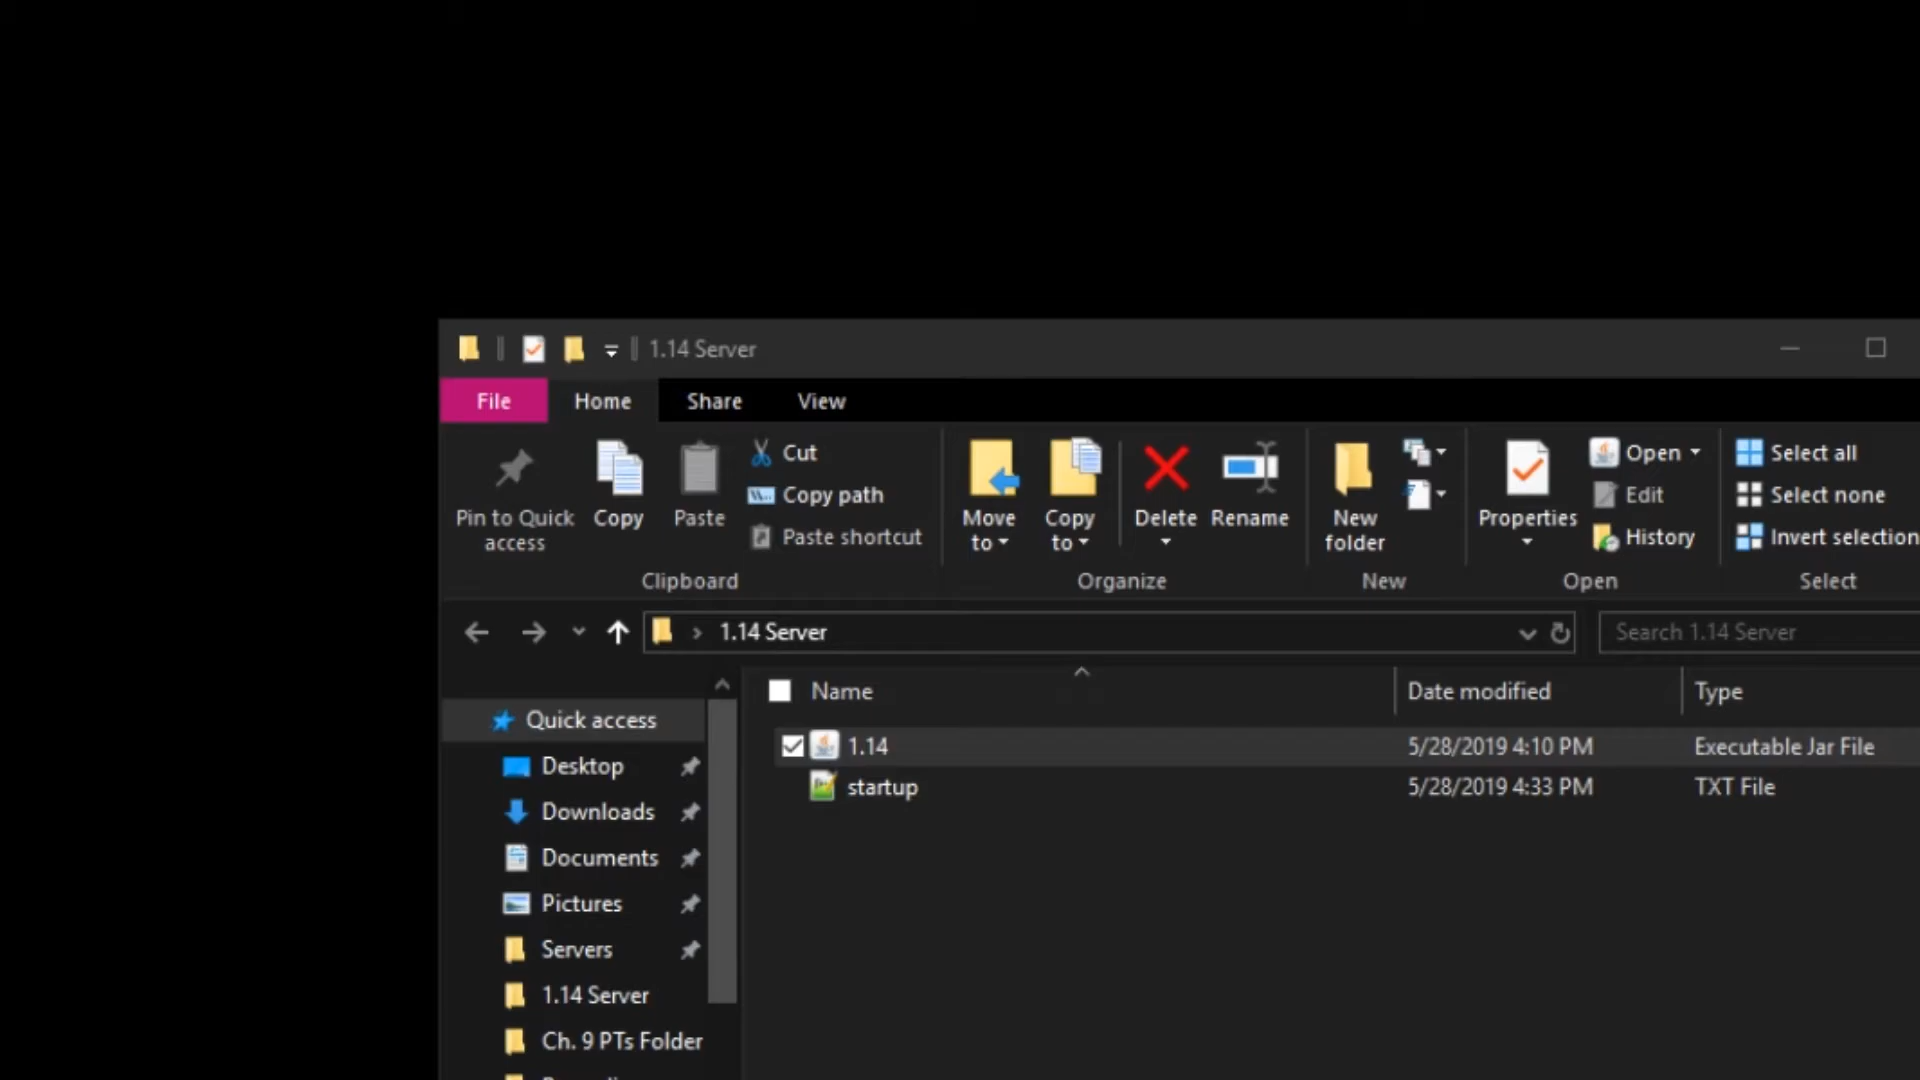 1.14 Server
File Home Share View
Pin to Quick access
Copy
Paste
Cut
Copy path
Paste shortcut
Clipboard
Move to
Copy to
Delete
Rename
Organize
New folder
New
Properties
Open
Edit
History
Open
Select all
Select none
Invert selection
Select
1.14 Server
Search 1.14 Server
Name Date modified Type
1.14 5/28/2019 4:10 PM Executable Jar File
startup 5/28/2019 4:33 PM TXT File
Quick access
Desktop
Downloads
Documents
Pictures
Servers
1.14 Server
Ch. 9 PTs Folder